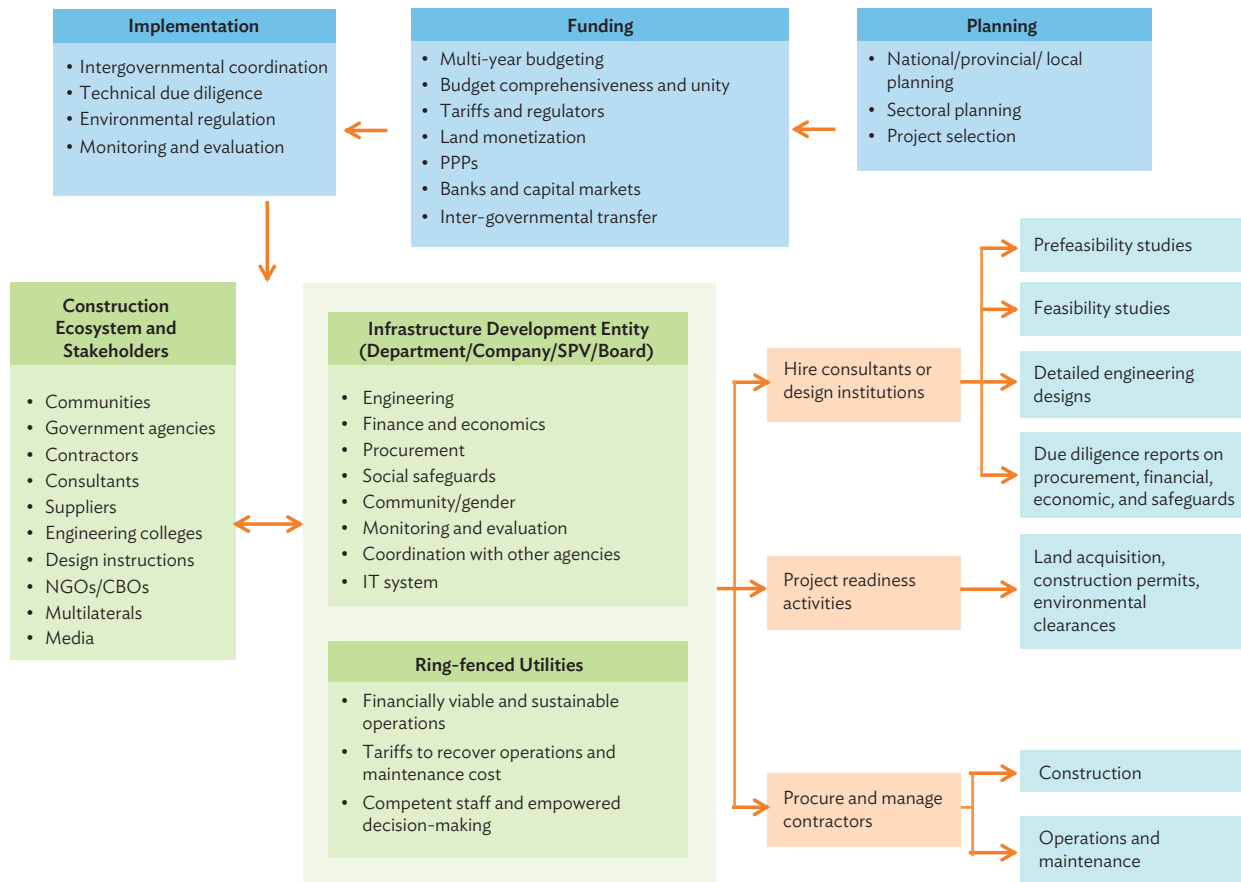 Implementation
• Intergovernmental coordination
• Technical due diligence
• Environmental regulation
• Monitoring and evaluation
Funding
• Multi-year budgeting
• Budget comprehensiveness and unity
• Tariffs and regulators
• Land monetization
• PPPs
• Banks and capital markets
• Inter-governmental transfer
Planning
• National/provincial/ local
planning
• Sectoral planning
• Project selection
Construction
Ecosystem and
Stakeholders
• Communities
• Government agencies
• Contractors
• Consultants
• Suppliers
• Engineering colleges
• Design instructions
• NGOs/CBOs
• Multilaterals
• Media
Infrastructure Development Entity
(Department/Company/SPV/Board)
• Engineering
• Finance and economics
• Procurement
• Social safeguards
• Community/gender
• Monitoring and evaluation
• Coordination with other agencies
• IT system
Ring-fenced Utilities
• Financially viable and sustainable
operations
• Tariffs to recover operations and
maintenance cost
• Competent staff and empowered
decision-making
Hire consultants or
design institutions
Prefeasibility studies
Feasibility studies
Detailed engineering
designs
Due diligence reports on
procurement, financial,
economic, and safeguards
Project readiness
activities
Land acquisition,
construction permits,
environmental
clearances
Procure and manage
contractors
Construction
Operations and
maintenance